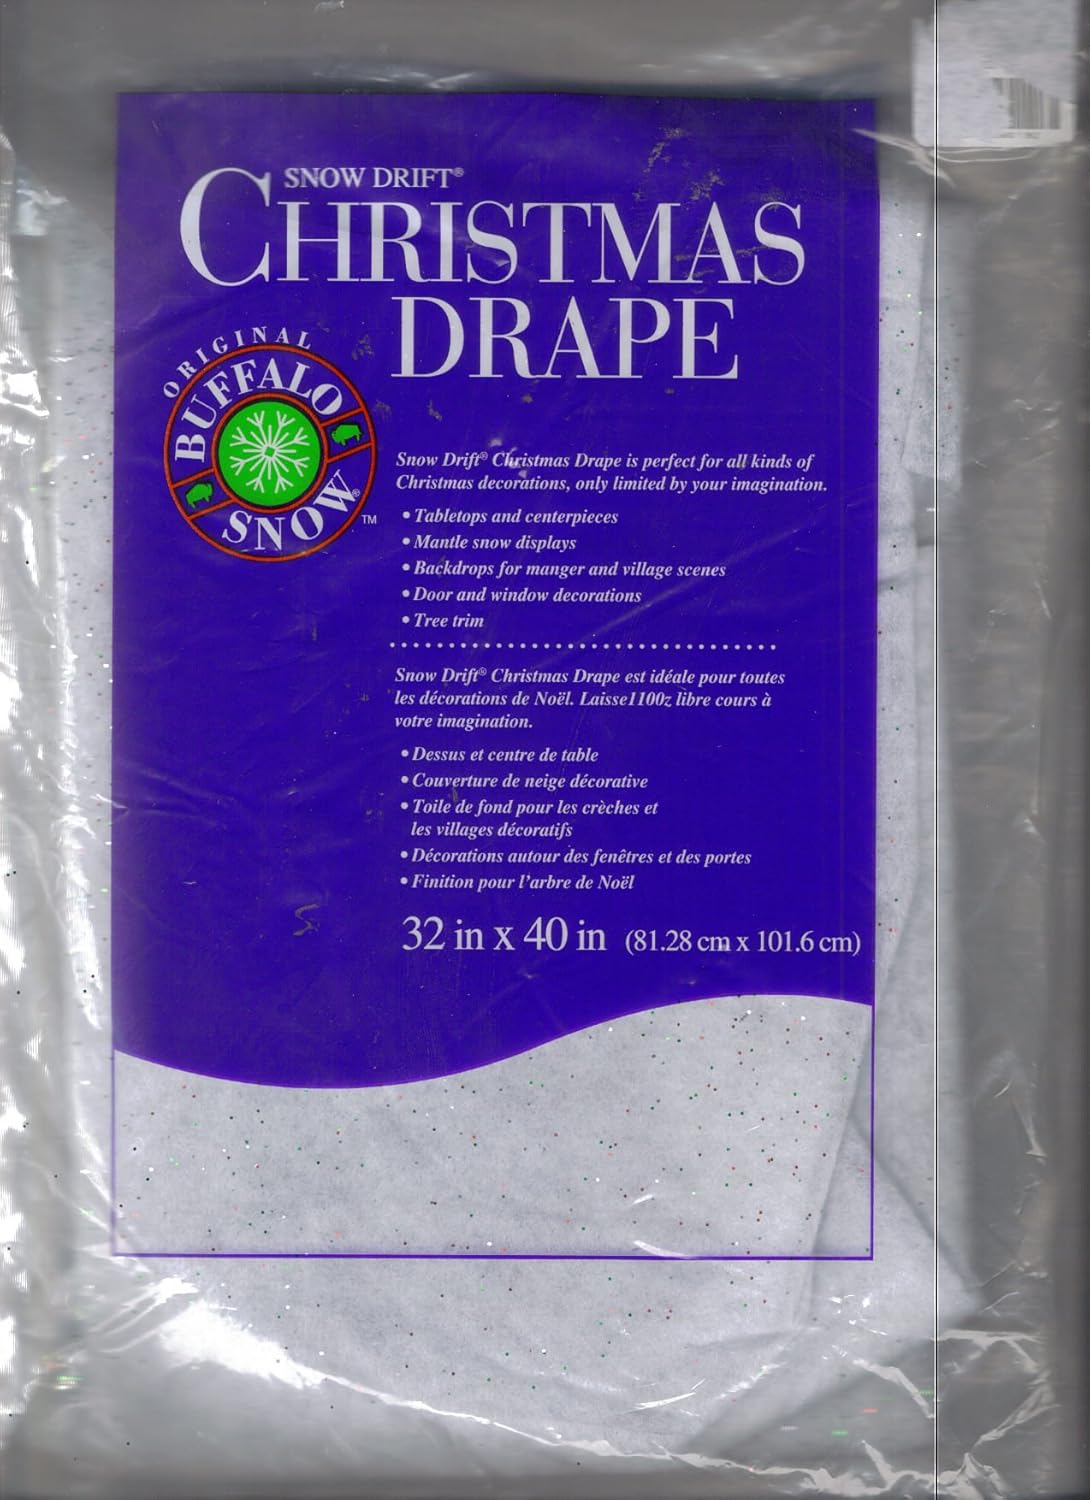 SNOW DRIFT®
CHRISTMAS
DRAPE
ORIGINAL
BUFFALO
SNOW®
TM
Snow Drift® Christmas Drape is perfect for all kinds of
Christmas decorations, only limited by your imagination.
• Tabletops and centerpieces
• Mantle snow displays
• Backdrops for manger and village scenes
• Door and window decorations
• Tree trim
Snow Drift® Christmas Drape est idéale pour toutes
les décorations de Noël. Laisse1100z libre cours à
votre imagination.
• Dessus et centre de table
• Couverture de neige décorative
• Toile de fond pour les crèches et
les villages décoratifs
• Décorations autour des fenêtres et des portes
• Finition pour l'arbre de Noël
32 in x 40 in (81.28 cm x 101.6 cm)